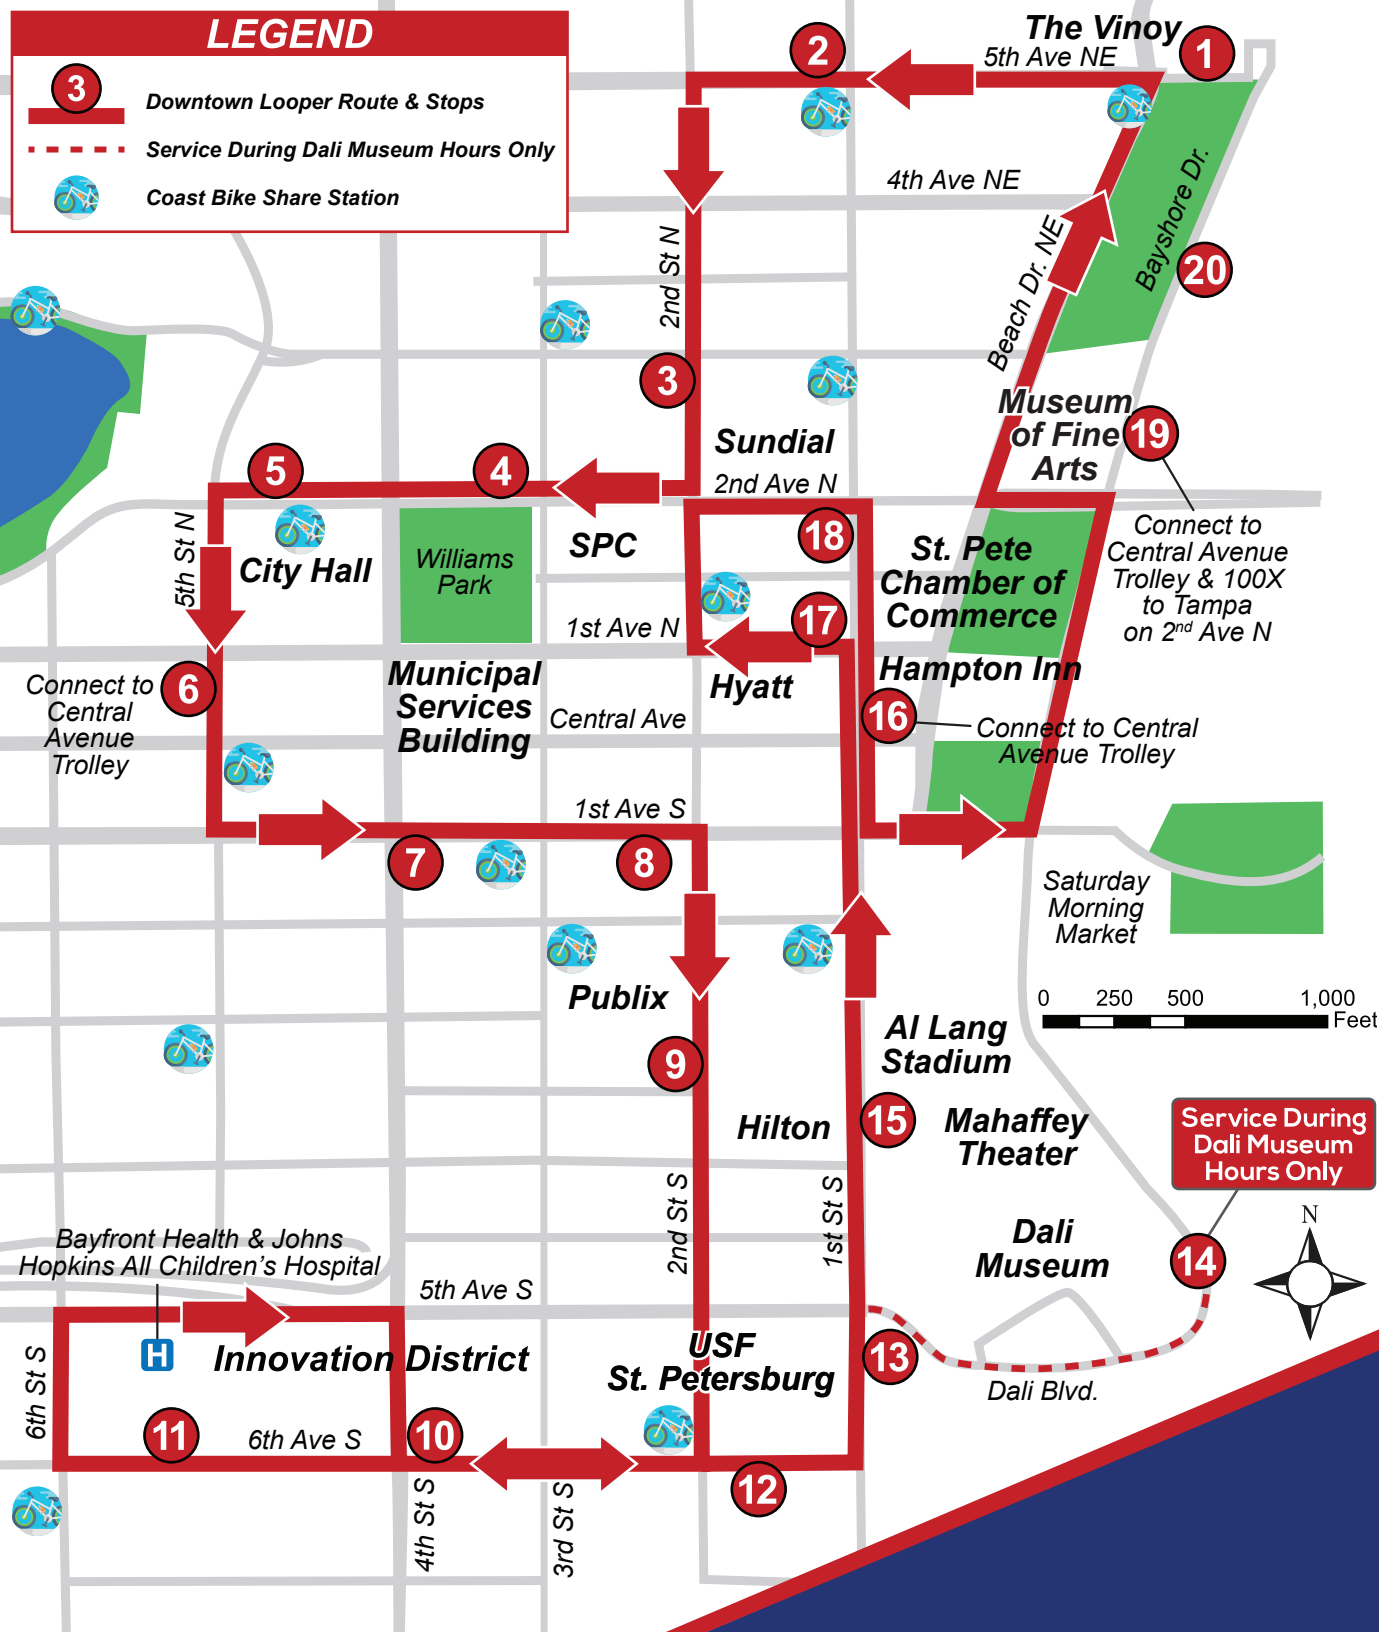 LEGEND
3
Downtown Looper Route & Stops
Service During Dali Museum Hours Only
Coast Bike Share Station
The Vinoy
1
2
5th Ave NE
4th Ave NE
Bayshore Dr.
20
Beach Dr. NE
2nd St N
3
Museum
of Fine
Arts
19
Sundial
2nd Ave N
5
4
Connect to
Central Avenue
Trolley & 100X
to Tampa
on 2nd Ave N
5th St N
City Hall
Williams
Park
SPC
18
St. Pete
Chamber of
Commerce
1st Ave N
17
Hampton Inn
Hyatt
Connect to
Central
Avenue
Trolley
6
Municipal
Services
Building
Central Ave
16
Connect to Central
Avenue Trolley
1st Ave S
7
8
Saturday
Morning
Market
Publix
0
250
500
1,000
Feet
9
Al Lang
Stadium
Hilton
15
Mahaffey
Theater
Service During
Dali Museum
Hours Only
2nd St S
1st St S
N
Bayfront Health & Johns
Hopkins All Children's Hospital
Dali
Museum
14
5th Ave S
H
Innovation District
USF
St. Petersburg
13
Dali Blvd.
6th St S
11
6th Ave S
10
12
4th St S
3rd St S